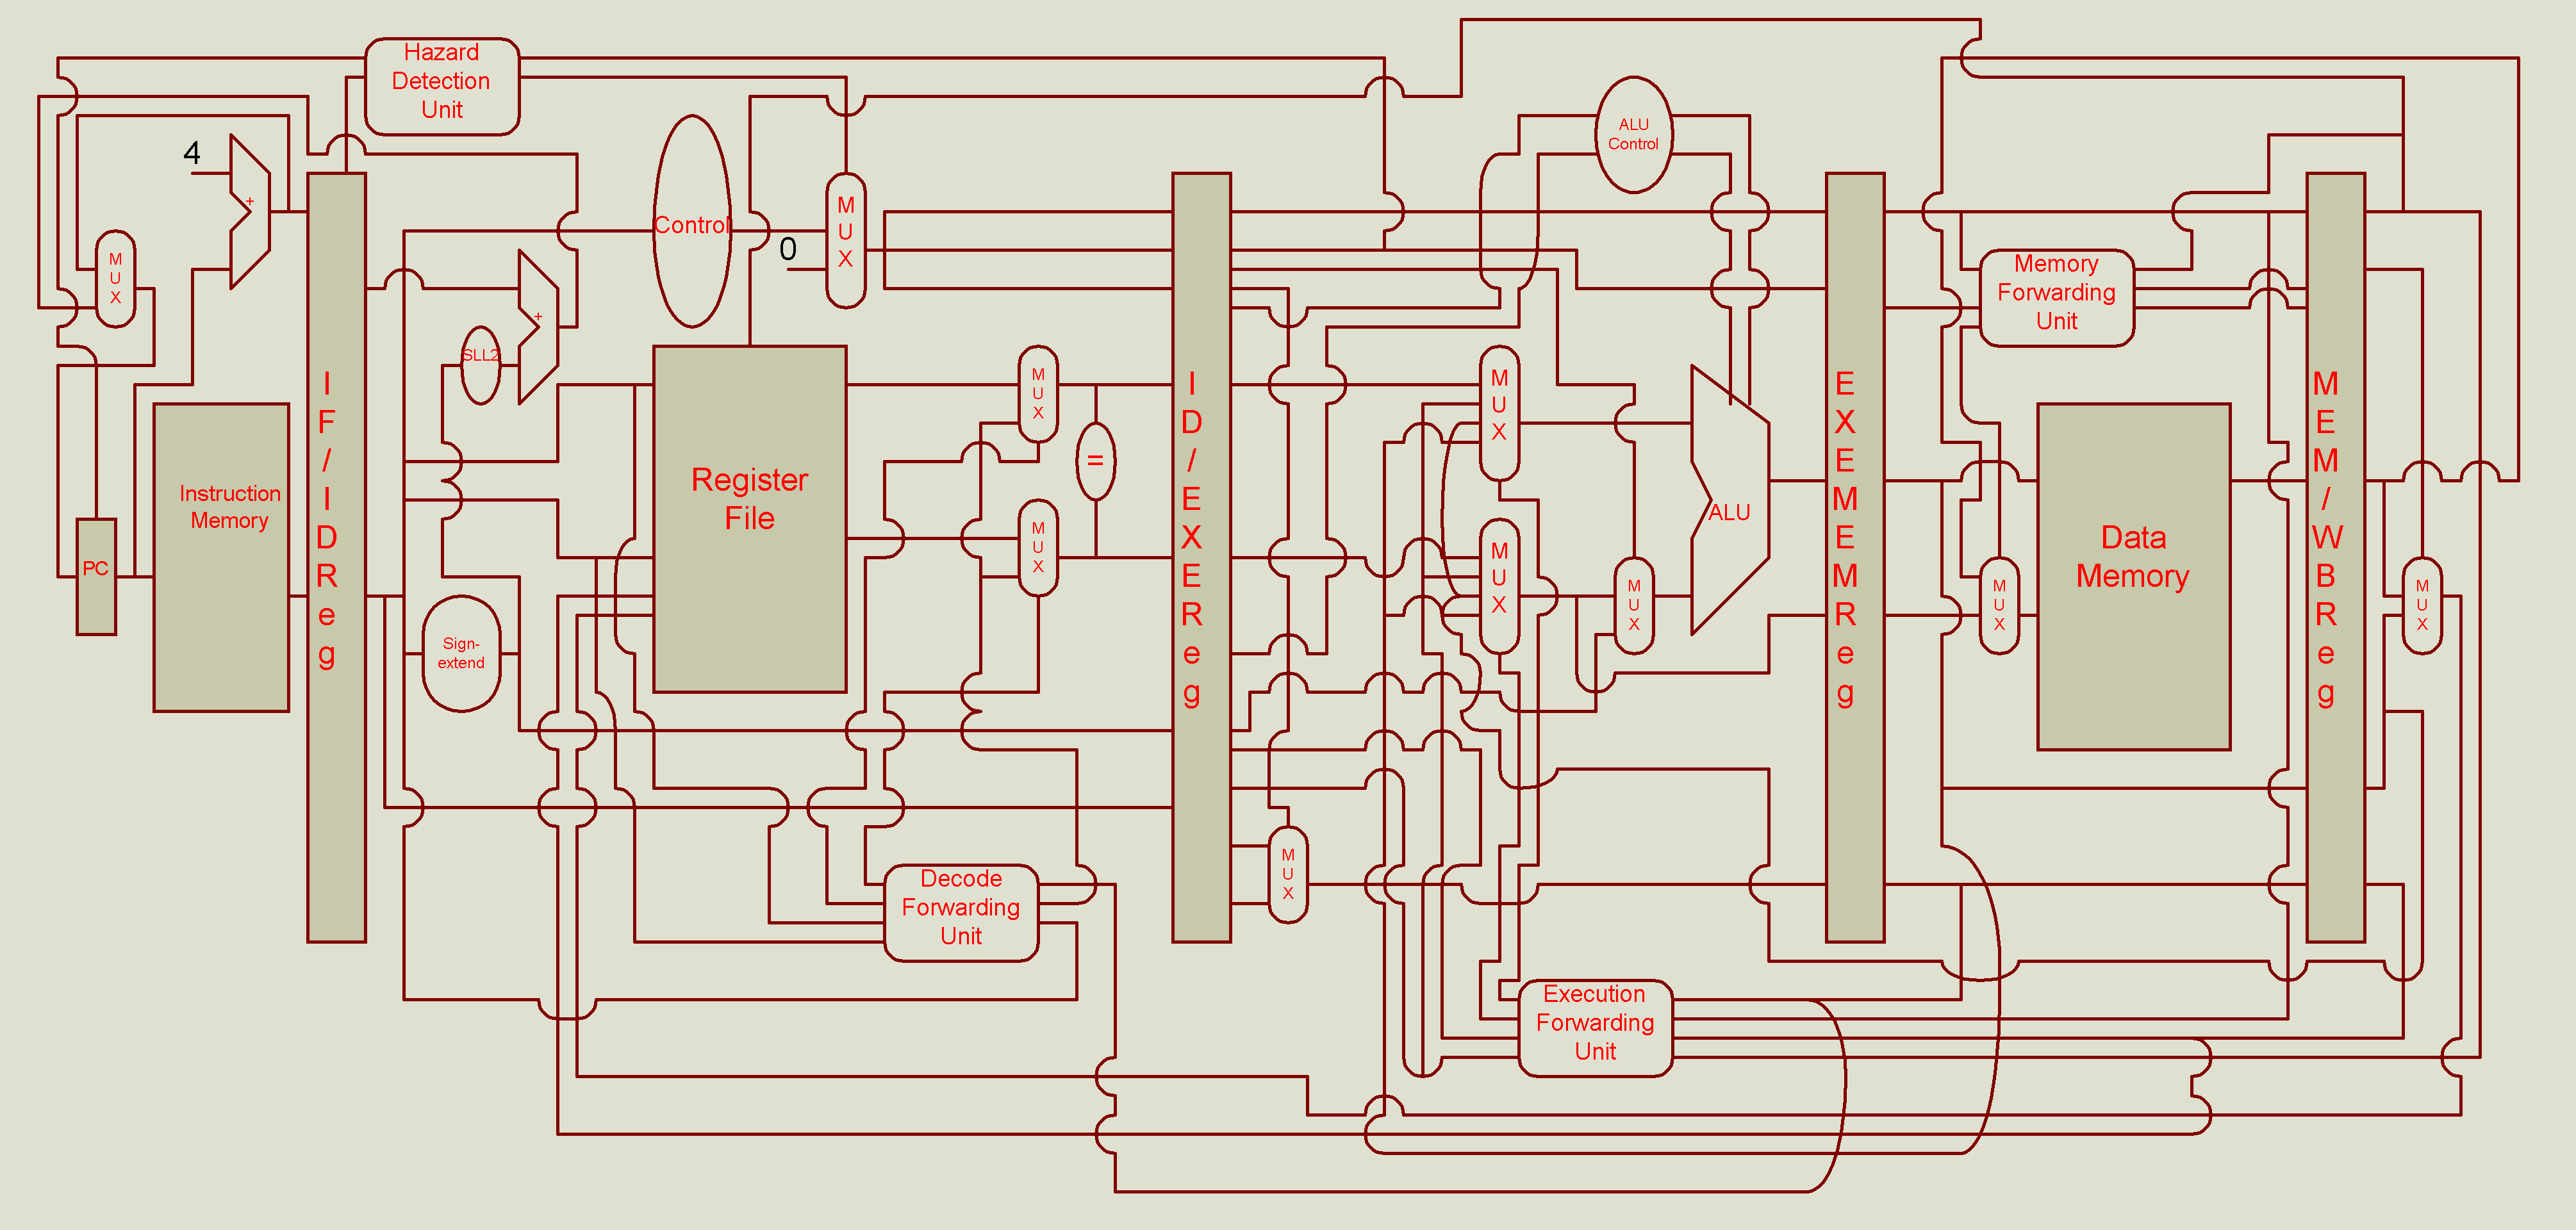 Hazard
Detection
Unit
4
+
M
U
X
PC
Instruction
Memory
I
F
/
I
D
R
e
g
+
SLL2
Sign-
extend
Control
0
M
U
X
Register
File
M
U
X
=
M
U
X
Decode
Forwarding
Unit
I
D
/
E
X
E
R
e
g
M
U
X
ALU
Control
M
U
X
M
U
X
M
U
X
ALU
Execution
Forwarding
Unit
E
X
E
M
E
M
R
e
g
Memory
Forwarding
Unit
M
U
X
Data
Memory
M
E
M
/
W
B
R
e
g
M
U
X